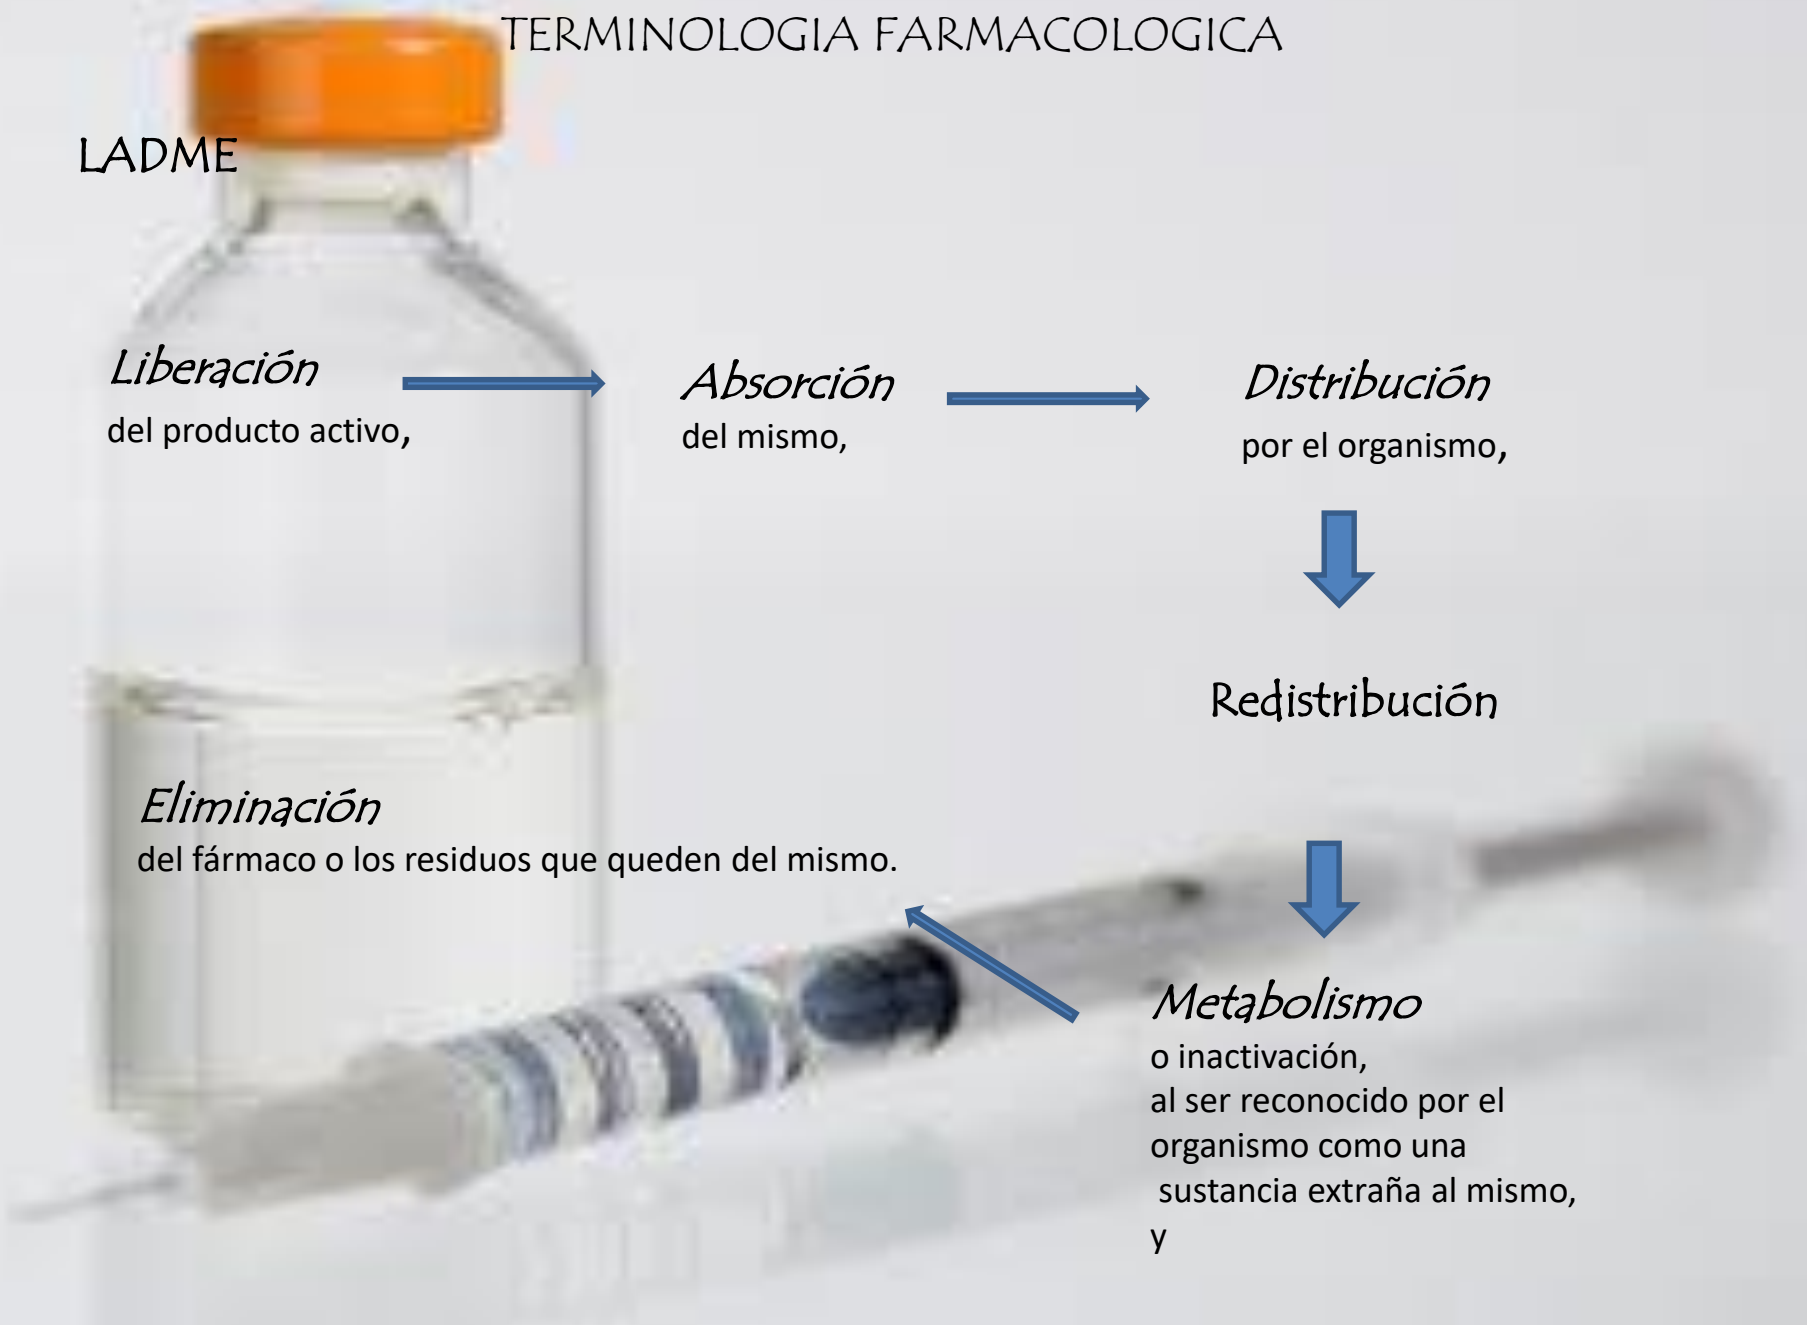 TERMINOLOGIA FARMACOLOGICA
LADME
Liberación
del producto activo,
Absorción
del mismo,
Distribución
por el organismo,
Redistribución
Metabolismo
o inactivación,
al ser reconocido por el
organismo como una
sustancia extraña al mismo,
y
Eliminación
del fármaco o los residuos que queden del mismo.